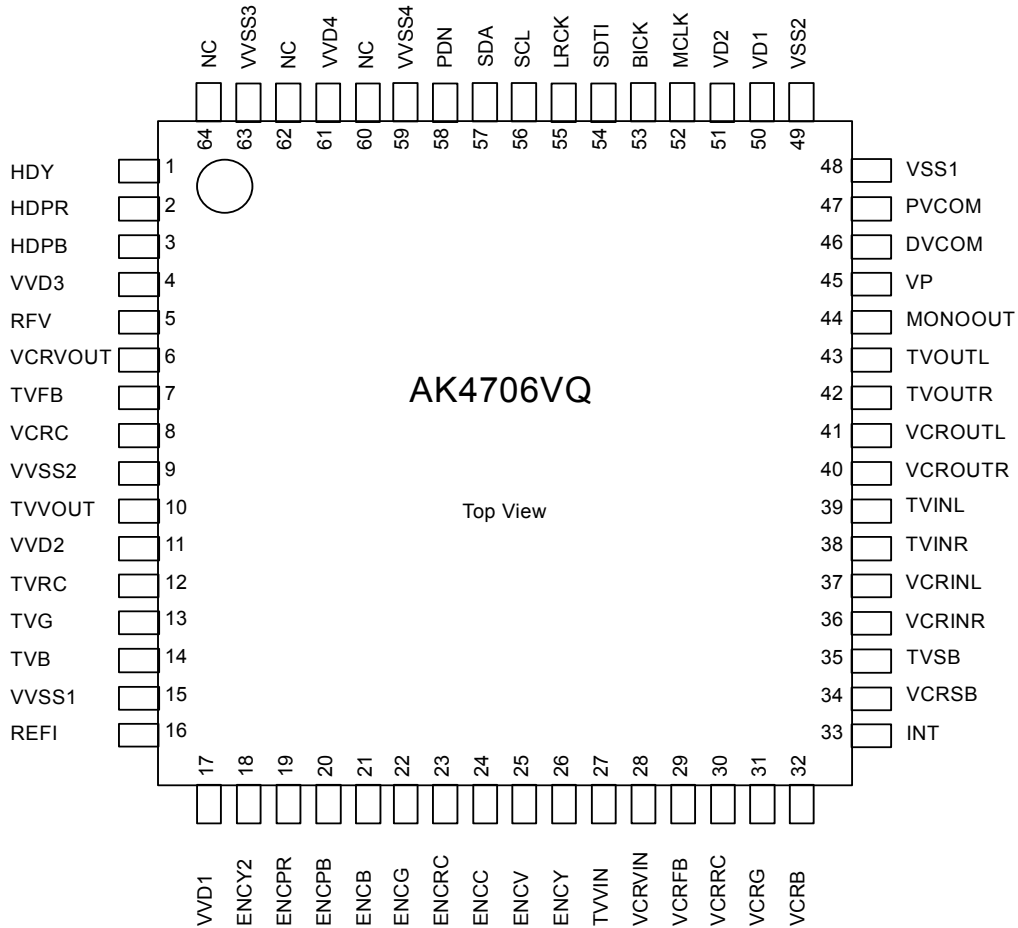 NC VVSS3 NC VVD4 NC VVSS4 PDN SDA SCL LRCK SDTI BICK MCLK VD2 VD1 VSS2
64 63 62 61 60 59 58 57 56 55 54 53 52 51 50 49
HDY 1 48 VSS1
HDPR 2 47 PVCOM
HDPB 3 46 DVCOM
VVD3 4 45 VP
RFV 5 44 MONOOUT
VCRVOUT 6 43 TVOUTL
TVFB 7 42 TVOUTR
AK4706VQ
VCRC 8 41 VCROUTL
VVSS2 9 40 VCROUTR
TVVOUT 10 39 TVINL
Top View
VVD2 11 38 TVINR
TVRC 12 37 VCRINL
TVG 13 36 VCRINR
TVB 14 35 TVSB
VVSS1 15 34 VCRSB
REFI 16 33 INT
17 18 19 20 21 22 23 24 25 26 27 28 29 30 31 32
VVD1 ENCY2 ENCPR ENCPB ENCB ENCG ENCRC ENCC ENCV ENCY TVVIN VCRVIN VCRFB VCRRC VCRG VCRB